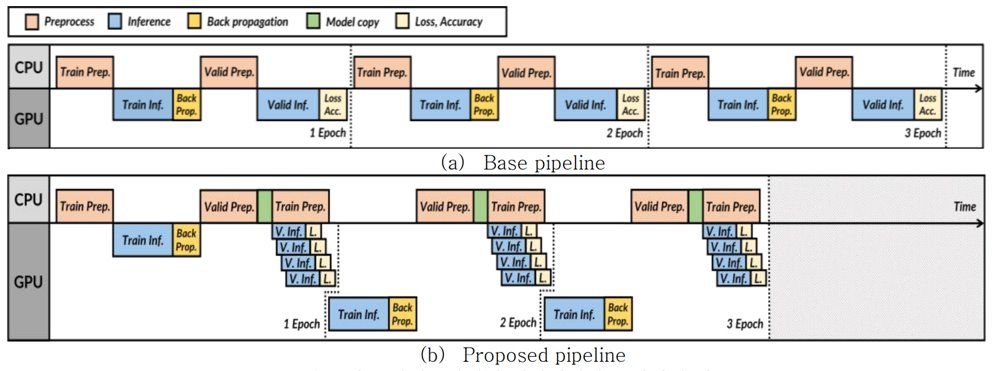 Preprocess Inference Back propagation Model copy Loss, Accuracy
CPU Train Prep. Valid Prep. Train Prep. Valid Prep. Train Prep. Valid Prep. Time
GPU Train Inf. Back Prop. Valid Inf. Loss Acc. Train Inf. Back Prop. Valid Inf. Loss Acc. Train Inf. Back Prop. Valid Inf. Loss Acc.
1 Epoch 2 Epoch 3 Epoch
(a) Base pipeline
CPU Train Prep. Valid Prep. Train Prep. Valid Prep. Train Prep. Valid Prep. Train Prep. Time
GPU Train Inf. Back Prop. V. Inf. L. V. Inf. L. V. Inf. L.
V. Inf. L. V. Inf. L. V. Inf. L.
V. Inf. L. V. Inf. L. V. Inf. L.
V. Inf. L. V. Inf. L. V. Inf. L.
1 Epoch Train Inf. Back Prop. 2 Epoch Train Inf. Back Prop. 3 Epoch
(b) Proposed pipeline